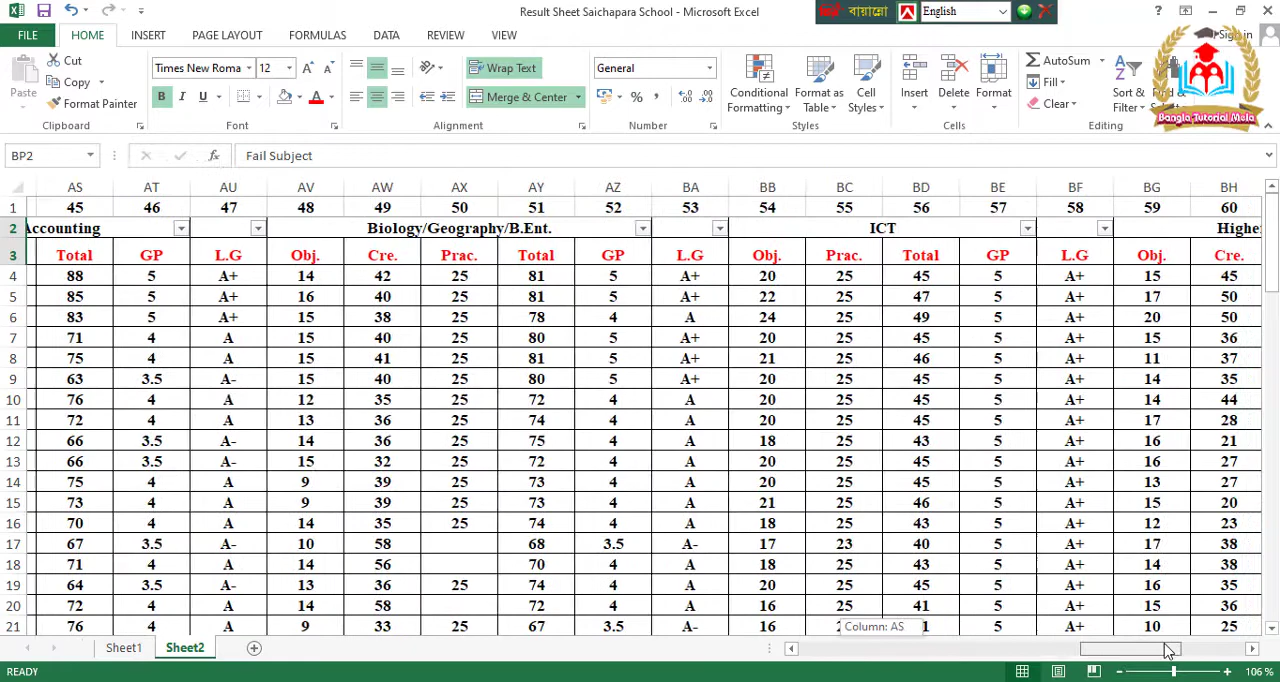 Result Sheet Saichapara School - Microsoft Excel
বায়ান্নো
English
?
FILE HOME INSERT PAGE LAYOUT FORMULAS DATA REVIEW VIEW
Sign in
Paste
Cut
Copy
Format Painter
Clipboard
Times New Roma 12
B I U
Font
Wrap Text
Merge & Center
Alignment
General
Number
Conditional Formatting
Format as Table
Cell Styles
Styles
Insert Delete Format
Cells
AutoSum
Fill
Clear
Sort & Filter
Editing
Bangla Tutorial Mela
BP2 fx Fail Subject
AS AT AU AV AW AX AY AZ BA BB BC BD BE BF BG BH
1 45 46 47 48 49 50 51 52 53 54 55 56 57 58 59 60
2 Accounting Biology/Geography/B.Ent. ICT Highe
3 Total GP L.G Obj. Cre. Prac. Total GP L.G Obj. Prac. Total GP L.G Obj. Cre.
4 88 5 A+ 14 42 25 81 5 A+ 20 25 45 5 A+ 15 45
5 85 5 A+ 16 40 25 81 5 A+ 22 25 47 5 A+ 17 50
6 83 5 A+ 15 38 25 78 4 A 24 25 49 5 A+ 20 50
7 71 4 A 15 40 25 80 5 A+ 20 25 45 5 A+ 15 36
8 75 4 A 15 41 25 81 5 A+ 21 25 46 5 A+ 11 37
9 63 3.5 A- 15 40 25 80 5 A+ 20 25 45 5 A+ 14 35
10 76 4 A 12 35 25 72 4 A 20 25 45 5 A+ 14 44
11 72 4 A 13 36 25 74 4 A 20 25 45 5 A+ 17 28
12 66 3.5 A- 14 36 25 75 4 A 18 25 43 5 A+ 16 21
13 66 3.5 A- 15 32 25 72 4 A 20 25 45 5 A+ 16 27
14 75 4 A 9 39 25 73 4 A 20 25 45 5 A+ 13 27
15 73 4 A 9 39 25 73 4 A 21 25 46 5 A+ 15 20
16 70 4 A 14 35 25 74 4 A 18 25 43 5 A+ 12 23
17 67 3.5 A- 10 58 68 3.5 A- 17 23 40 5 A+ 17 38
18 71 4 A 14 56 70 4 A 18 25 43 5 A+ 14 38
19 64 3.5 A- 13 36 25 74 4 A 20 25 45 5 A+ 16 35
20 72 4 A 14 58 72 4 A 16 25 41 5 A+ 15 36
21 76 4 A 9 33 25 67 3.5 A- 16 5 A+ 10 25
Column: AS
Sheet1 Sheet2
READY 106 %